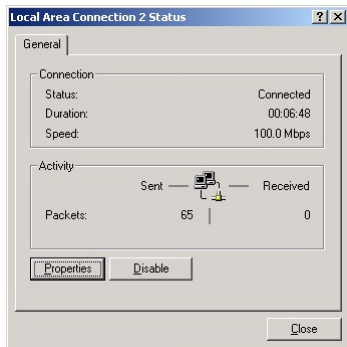 Local Area Connection 2 Status
General
Connection
Status: Connected
Duration: 00:06:48
Speed: 100.0 Mbps
Activity
Sent Received
Packets: 65 0
Properties Disable
Close